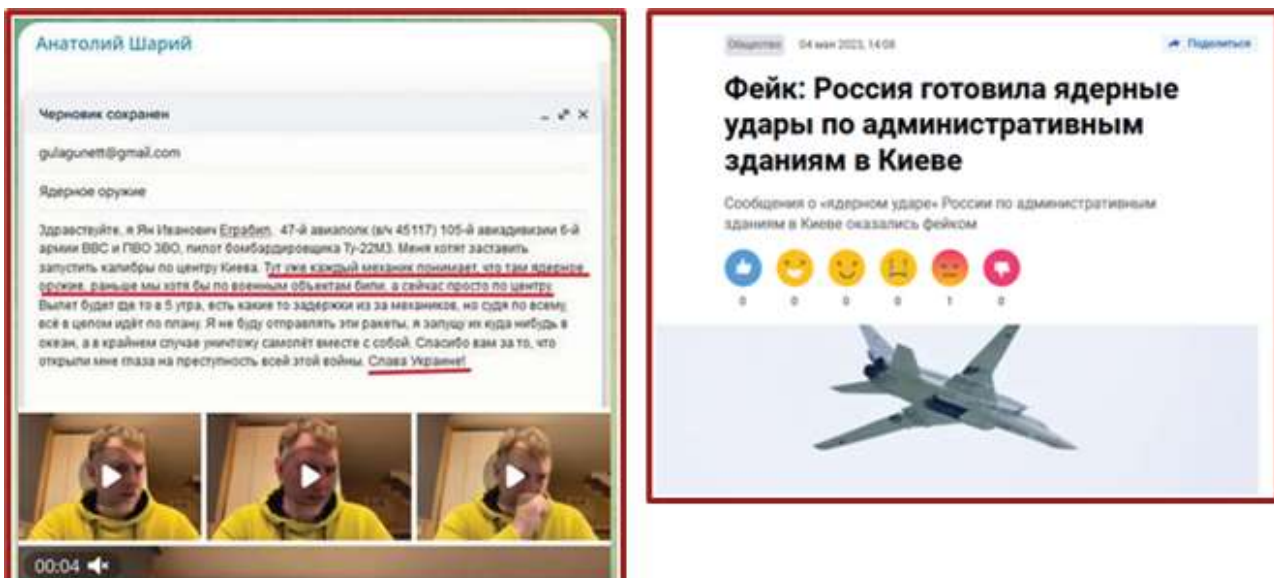 Анатолий Шарий
Черновик сохранен
gulagunett@gmail.com
Ядерное оружие
Здравствуйте, я Ян Иванович Ерзабил. 47-й авиаполк (в/ч 45117) 105-й авиадивизии 6-й
армии ВВС и ПВО ЗВО, пилот бомбардировщика Ту-22М3. Меня хотят заставить
запустить калибры по центру Киева. Тут уже каждый механик понимает, что там ядерное
оружие, раньше мы хотя бы по военным объектам били, а сейчас просто по центру
Вылет будет где то в 5 утра, есть какие то задержки из за механиков, но судя по всему,
всё в целом идёт по плану. Я не буду отправлять эти ракеты, я запущу их куда нибудь в
океан, а в крайнем случае уничтожу самолёт вместе с собой. Спасибо вам за то, что
открыли мне глаза на преступность всей этой войны. Слава Украине!
00:04
Общество 04 мая 2023, 14:08 Поделиться
Фейк: Россия готовила ядерные
удары по административным
зданиям в Киеве
Сообщения о «ядерном ударе» России по административным
зданиям в Киеве оказались фейком
0 0 0 0 1 0